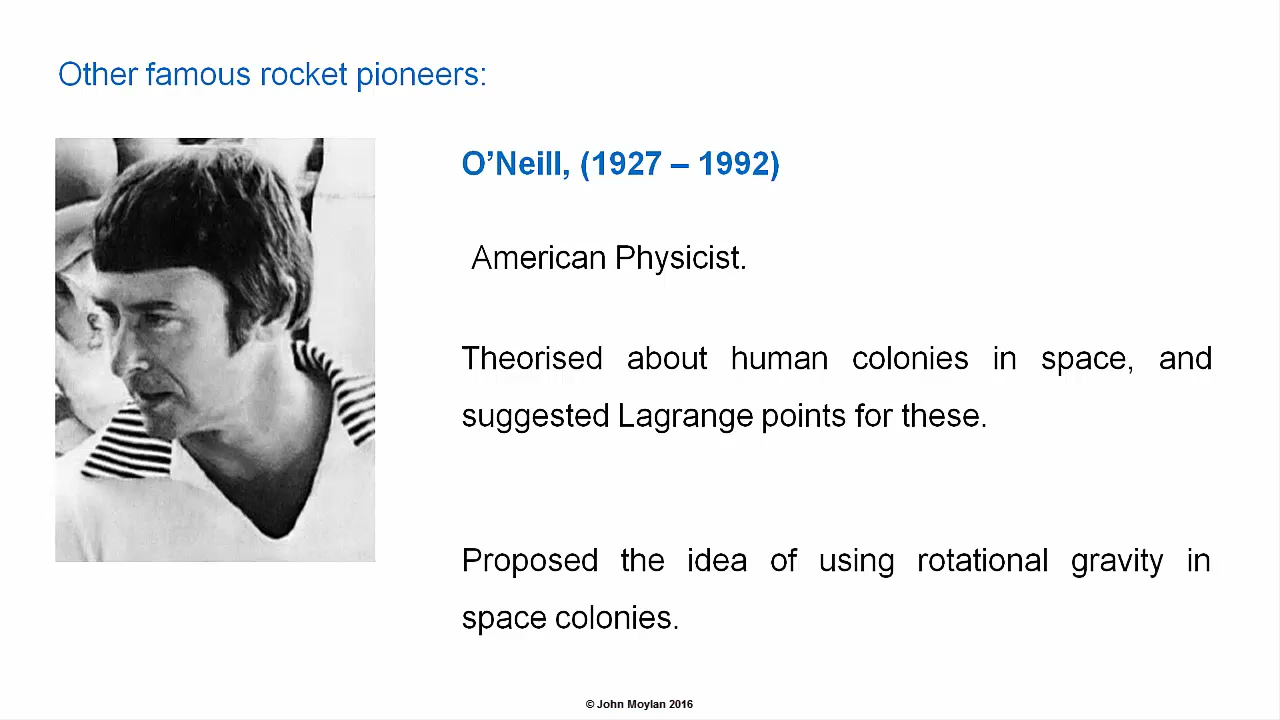 Other famous rocket pioneers:
O’Neill, (1927 – 1992)
American Physicist.
Theorised about human colonies in space, and
suggested Lagrange points for these.
Proposed the idea of using rotational gravity in
space colonies.
© John Moylan 2016